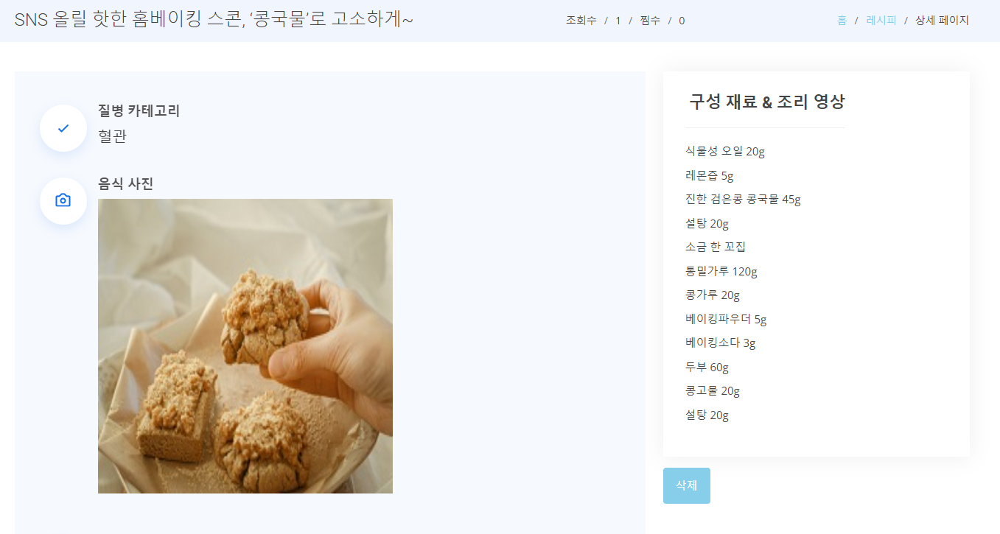 SNS 올릴 핫한 홈베이킹 스콘, ‘콩국물’로 고소하게~
조회수 / 1 / 찜수 / 0
홈 / 레시피 / 상세 페이지
질병 카테고리
혈관
음식 사진
구성 재료 & 조리 영상
식물성 오일 20g
레몬즙 5g
진한 검은콩 콩국물 45g
설탕 20g
소금 한 꼬집
통밀가루 120g
콩가루 20g
베이킹파우더 5g
베이킹소다 3g
두부 60g
콩고물 20g
설탕 20g
삭제